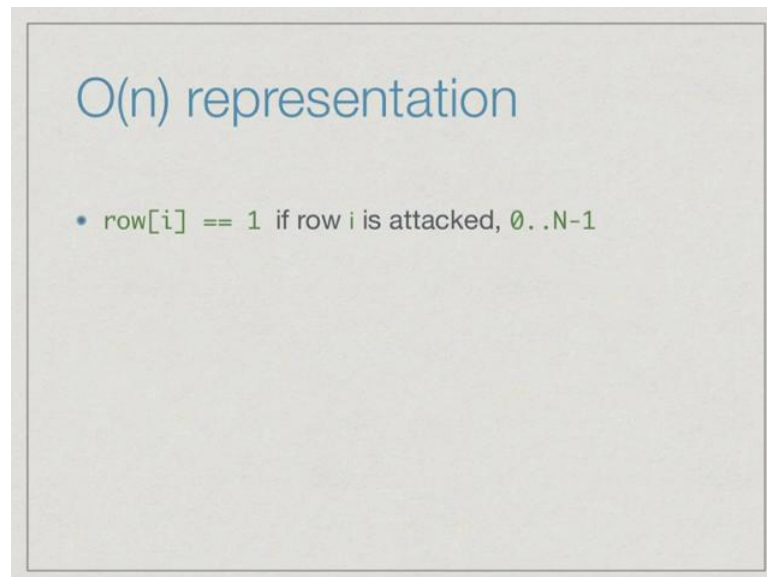 O(n) representation
row[i] == 1 if row i is attacked, 0..N-1